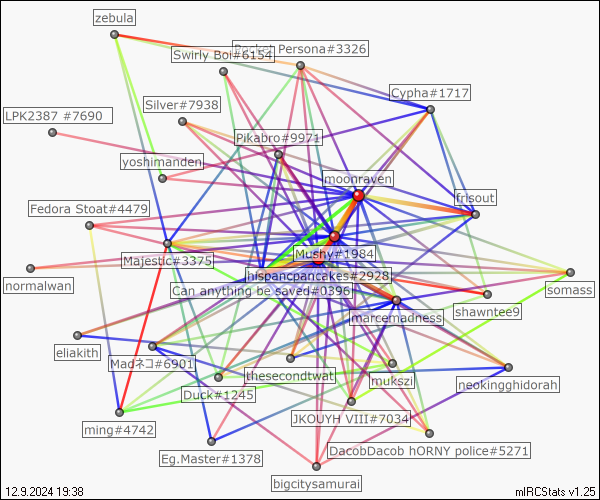 zebula
Persona#3326
Swirly Boi#6154
Cypha#1717
Silver#7938
LPK2387 #7690
Pikabro#9971
yoshimanden
moonraven
frisout
Fedora Stoat#4479
Mushy#1984
Majestic#3375
hispancpancakes#2928
normalwan
Can anything be saved#0396
somass
shawntee9
marcemadness
eliakith
Madネコ#6901
thesecondtwat
mukszi
neokingghidorah
Duck#1245
JKOUYH VIII#7034
ming#4742
DacobDacob hORNY police#5271
Eg.Master#1378
bigcitysamurai
12.9.2024 19:38
mIRCStats v1.25